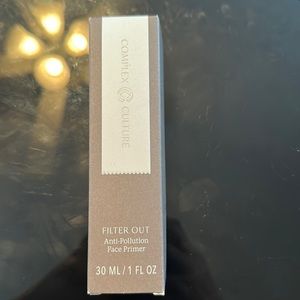 COMPLEX CULTURE
FILTER OUT
Anti-Pollution
Face Primer
30 ML/1 FL OZ